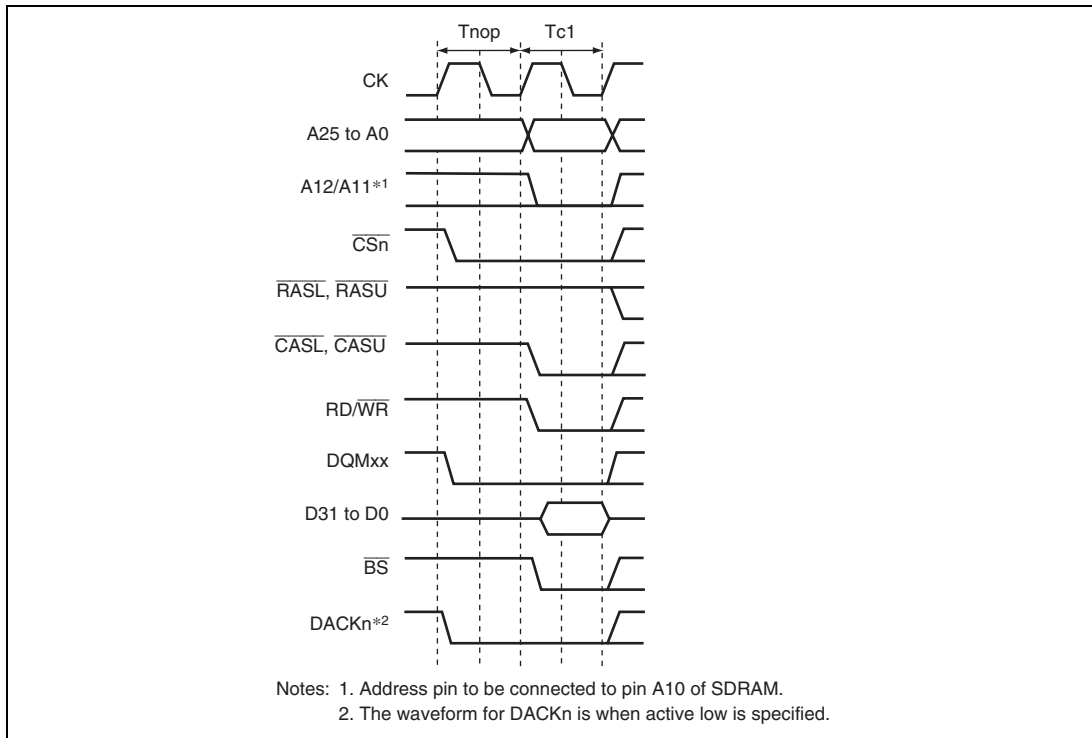 Tnop Tc1
CK
A25 to A0
A12/A11*1
CSn
RASL, RASU
CASL, CASU
RD/WR
DQMxx
D31 to D0
BS
DACKn*2
Notes: 1. Address pin to be connected to pin A10 of SDRAM.
2. The waveform for DACKn is when active low is specified.